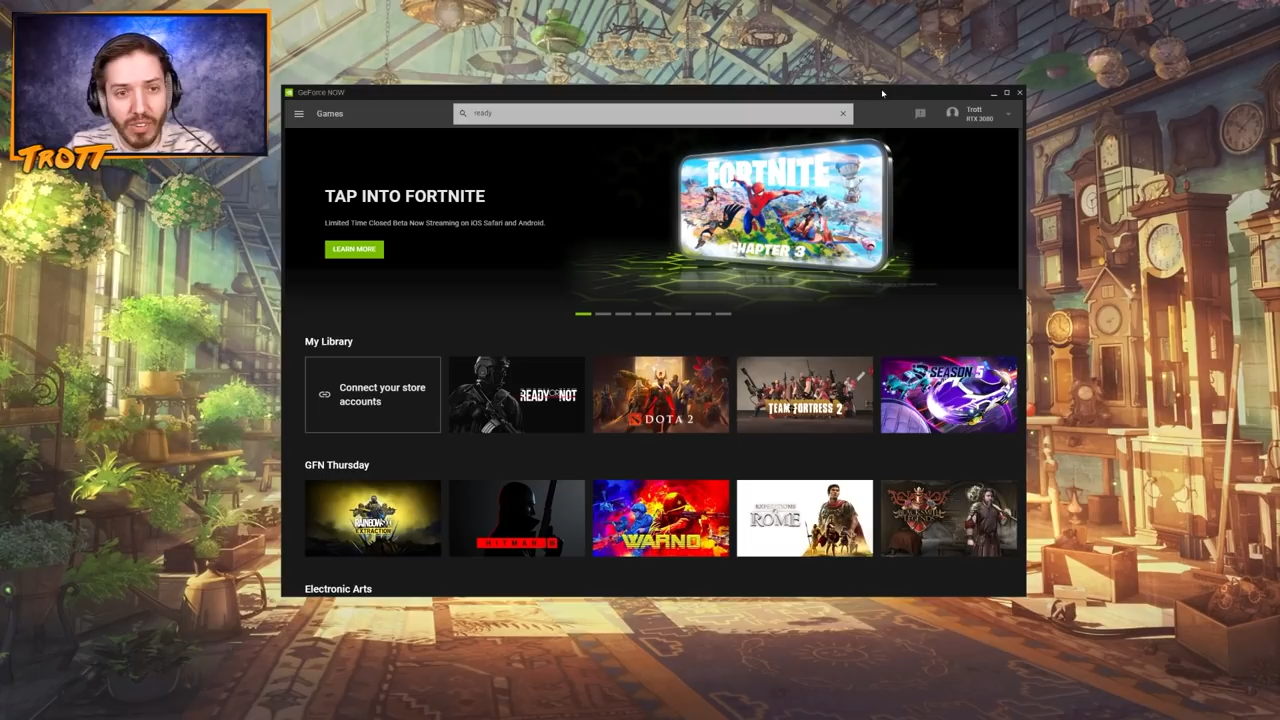 TROTT
GeForce NOW
Games
ready
Trott
RTX 3080
FORTNITE
CHAPTER 3
TAP INTO FORTNITE
Limited Time Closed Beta Now Streaming on iOS Safari and Android.
LEARN MORE
My Library
Connect your store
accounts
READY OR NOT
DOTA 2
TEAM FORTRESS 2
SEASON 5
GFN Thursday
RAINBOW SIX
EXTRACTION
HITMAN
WARNO
EXPEDITIONS
ROME
Electronic Arts